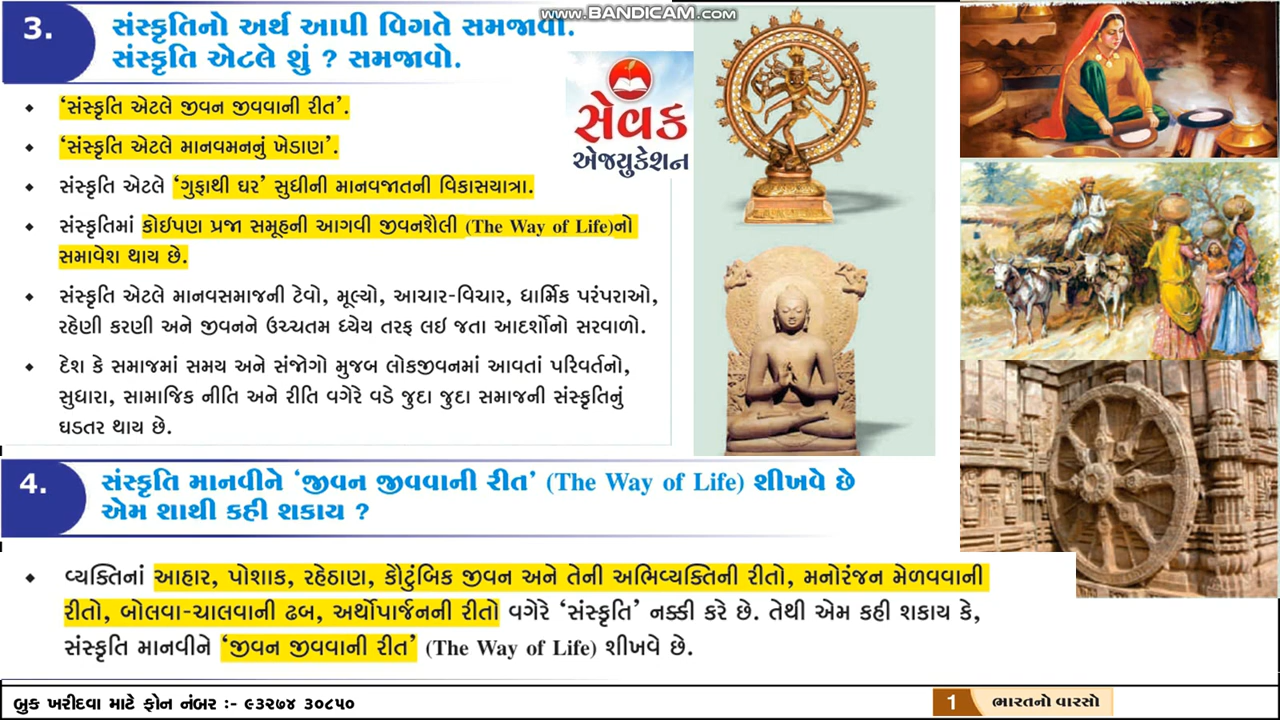 www.BANDICAM.com
3.
સંસ્કૃતિનો અર્થ આપી વિગતે સમજાવો.
સંસ્કૃતિ એટલે શું ? સમજાવો.
સેવક
એજ્યુકેશન
‘સંસ્કૃતિ એટલે જીવન જીવવાની રીત’.
‘સંસ્કૃતિ એટલે માનવમનનું ખેડાણ’.
સંસ્કૃતિ એટલે ‘ગુફાથી ઘર’ સુધીની માનવજાતની વિકાસયાત્રા.
સંસ્કૃતિમાં કોઈપણ પ્રજા સમૂહની આગવી જીવનશૈલી (The Way of Life)નો
સમાવેશ થાય છે.
સંસ્કૃતિ એટલે માનવસમાજની ટેવો, મૂલ્યો, આચાર-વિચાર, ધાર્મિક પરંપરાઓ,
રહેણી કરણી અને જીવનને ઉચ્ચતમ ધ્યેય તરફ લઈ જતા આદર્શોનો સરવાળો.
દેશ કે સમાજમાં સમય અને સંજોગો મુજબ લોકજીવનમાં આવતાં પરિવર્તનો,
સુધારા, સામાજિક નીતિ અને રીતિ વગેરે વડે જુદા જુદા સમાજની સંસ્કૃતિનું
ઘડતર થાય છે.
4.
સંસ્કૃતિ માનવીને ‘જીવન જીવવાની રીત’ (The Way of Life) શીખવે છે
એમ શાથી કહી શકાય ?
વ્યક્તિનાં આહાર, પોશાક, રહેઠાણ, કૌટુંબિક જીવન અને તેની અભિવ્યક્તિની રીતો, મનોરંજન મેળવવાની
રીતો, બોલવા-ચાલવાની ઢબ, અર્થોપાર્જનની રીતો વગેરે ‘સંસ્કૃતિ’ નક્કી કરે છે. તેથી એમ કહી શકાય કે,
સંસ્કૃતિ માનવીને ‘જીવન જીવવાની રીત’ (The Way of Life) શીખવે છે.
બુક ખરીદવા માટે ફોન નંબર :- ૯૩૨૭૪ ૩૦૮૫૦
1 ભારતનો વારસો